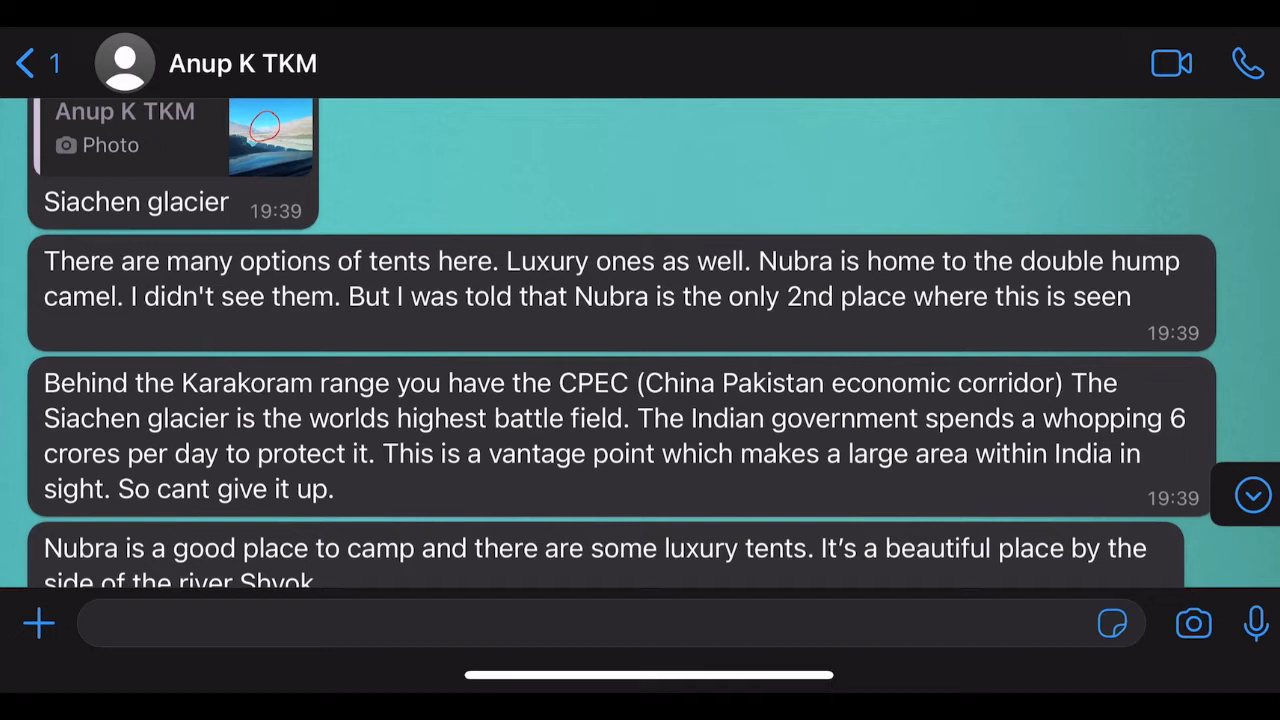 1 Anup K TKM
Anup K TKM
Photo
Siachen glacier 19:39
There are many options of tents here. Luxury ones as well. Nubra is home to the double hump
camel. I didn't see them. But I was told that Nubra is the only 2nd place where this is seen
19:39
Behind the Karakoram range you have the CPEC (China Pakistan economic corridor) The
Siachen glacier is the worlds highest battle field. The Indian government spends a whopping 6
crores per day to protect it. This is a vantage point which makes a large area within India in
sight. So cant give it up.
19:39
Nubra is a good place to camp and there are some luxury tents. It’s a beautiful place by the
side of the river Shyok